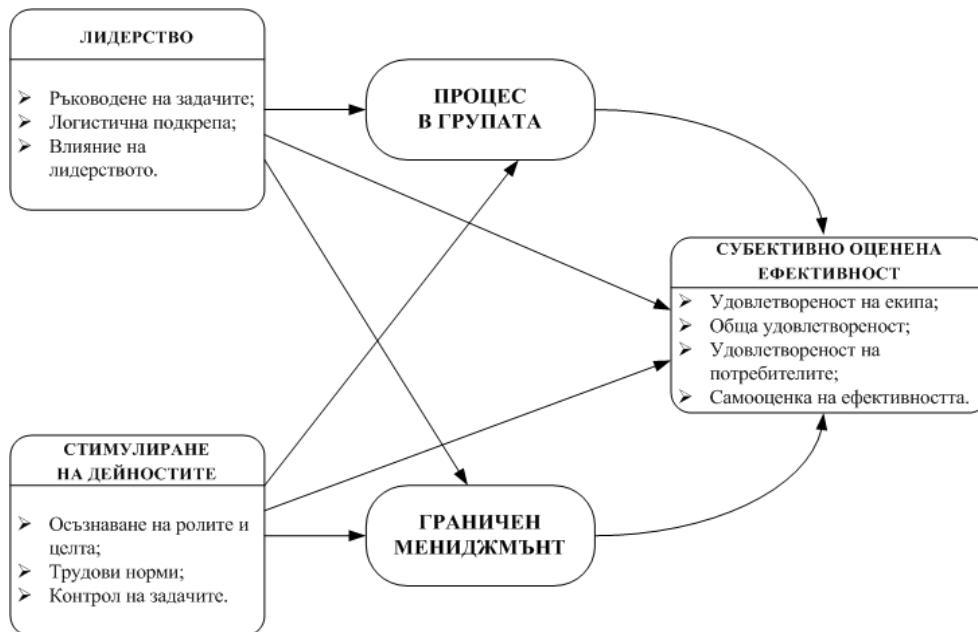 ЛИДЕРСТВО
Ръководене на задачите;
Логистична подкрепа;
Влияние на
лидерството.
ПРОЦЕС
В ГРУПАТА
СУБЕКТИВНО ОЦЕНЕНА
ЕФЕКТИВНОСТ
Удовлетвореност на екипа;
Обща удовлетвореност;
Удовлетвореност на
потребителите;
Самооценка на ефективността.
СТИМУЛИРАНЕ
НА ДЕЙНОСТИТЕ
Осъзнаване на ролите и
целта;
Трудови норми;
Контрол на задачите.
ГРАНИЧЕН
МЕНИДЖМЪНТ